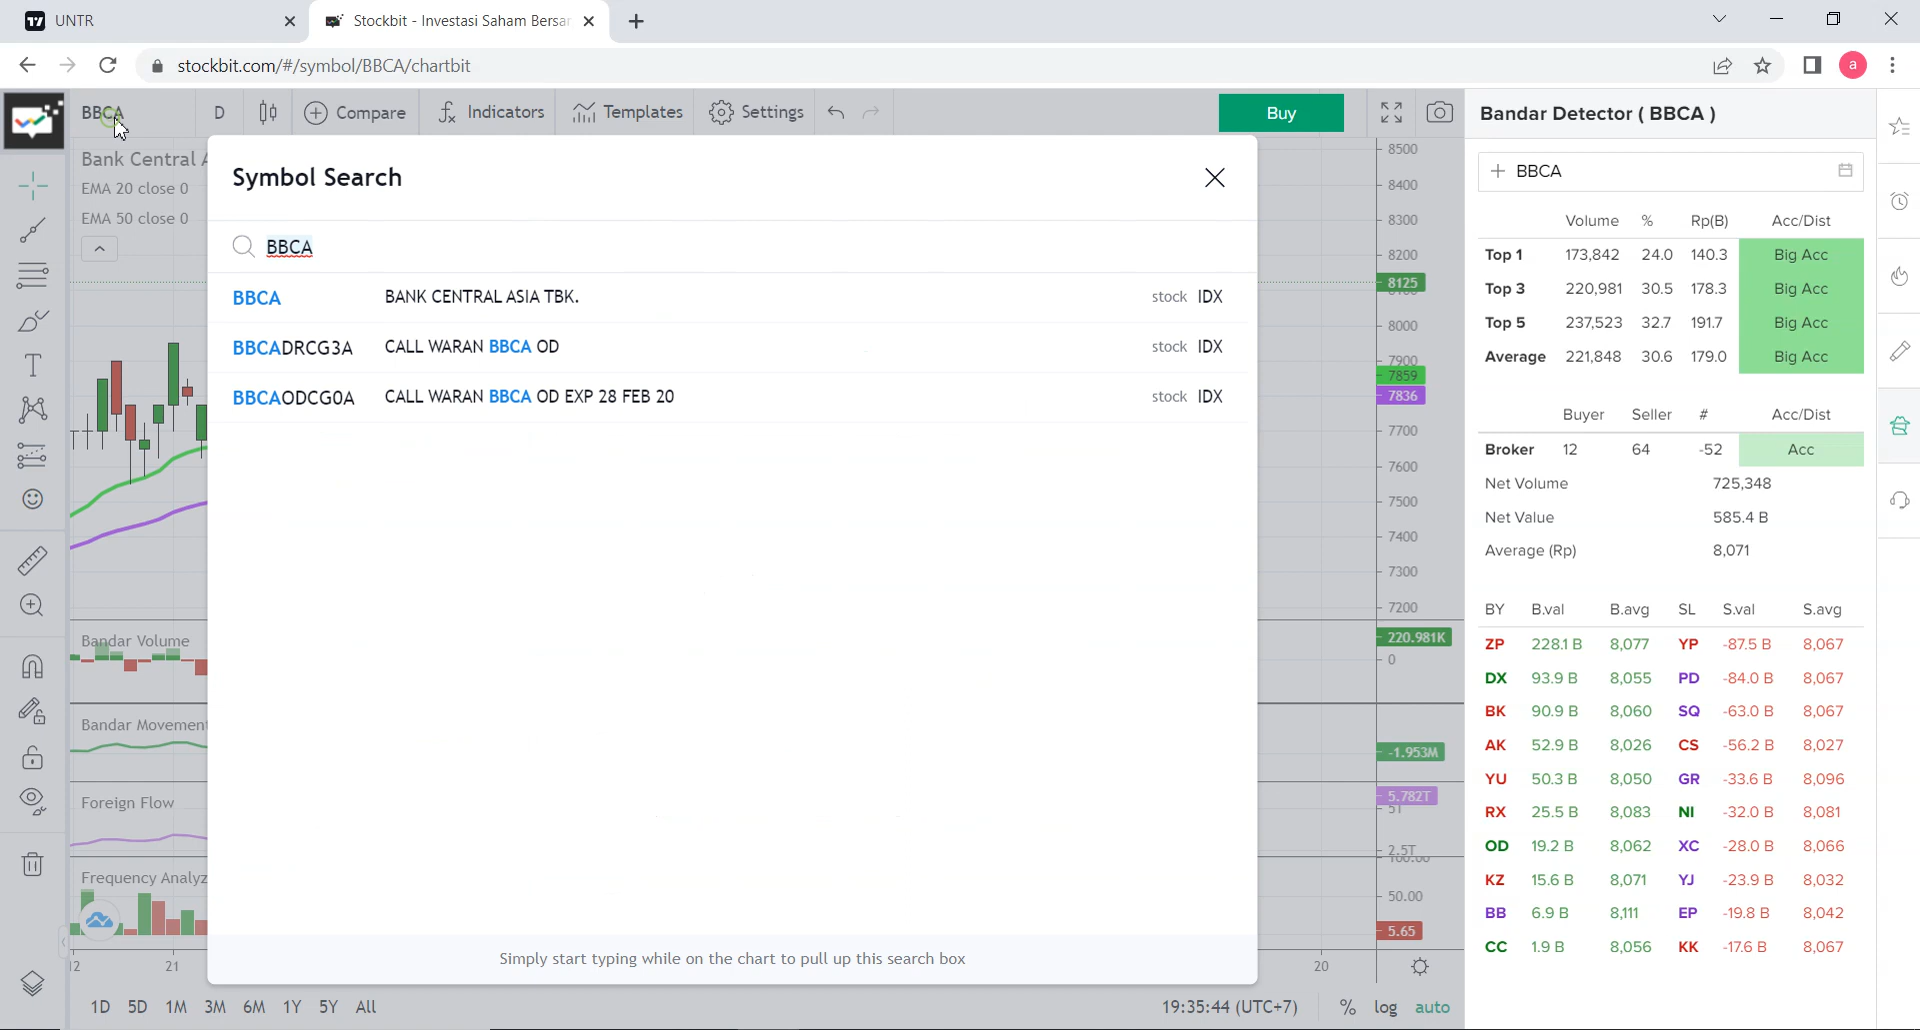 UNTR
Stockbit - Investasi Saham Bersar
stockbit.com/#/symbol/BBCA/chartbit
a
BBCA D Compare Indicators Templates Settings Buy
Bank Central A
EMA 20 close 0
EMA 50 close 0
Symbol Search
BBCA
BBCA BANK CENTRAL ASIA TBK. stock IDX
BBCADRCG3A CALL WARAN BBCA OD stock IDX
BBCAODCG0A CALL WARAN BBCA OD EXP 28 FEB 20 stock IDX
Simply start typing while on the chart to pull up this search box
8500
8400
8300
8200
8125
8000
7900
7859
7836
7700
7600
7500
7400
7300
7200
Bandar Volume
220.981K
0
Bandar Movement
-1.953M
Foreign Flow
5.782T
5T
2.5T
Frequency Analyz
100.00
50.00
5.65
12 21 20
1D 5D 1M 3M 6M 1Y 5Y All
19:35:44 (UTC+7) % log auto
Bandar Detector ( BBCA )
BBCA
Volume % Rp(B) Acc/Dist
Top 1 173,842 24.0 140.3 Big Acc
Top 3 220,981 30.5 178.3 Big Acc
Top 5 237,523 32.7 191.7 Big Acc
Average 221,848 30.6 179.0 Big Acc
Buyer Seller # Acc/Dist
Broker 12 64 -52 Acc
Net Volume 725,348
Net Value 585.4 B
Average (Rp) 8,071
BY B.val B.avg SL S.val S.avg
ZP 228.1 B 8,077 YP -87.5 B 8,067
DX 93.9 B 8,055 PD -84.0 B 8,067
BK 90.9 B 8,060 SQ -63.0 B 8,067
AK 52.9 B 8,026 CS -56.2 B 8,027
YU 50.3 B 8,050 GR -33.6 B 8,096
RX 25.5 B 8,083 NI -32.0 B 8,081
OD 19.2 B 8,062 XC -28.0 B 8,066
KZ 15.6 B 8,071 YJ -23.9 B 8,032
BB 6.9 B 8,111 EP -19.8 B 8,042
CC 1.9 B 8,056 KK -17.6 B 8,067